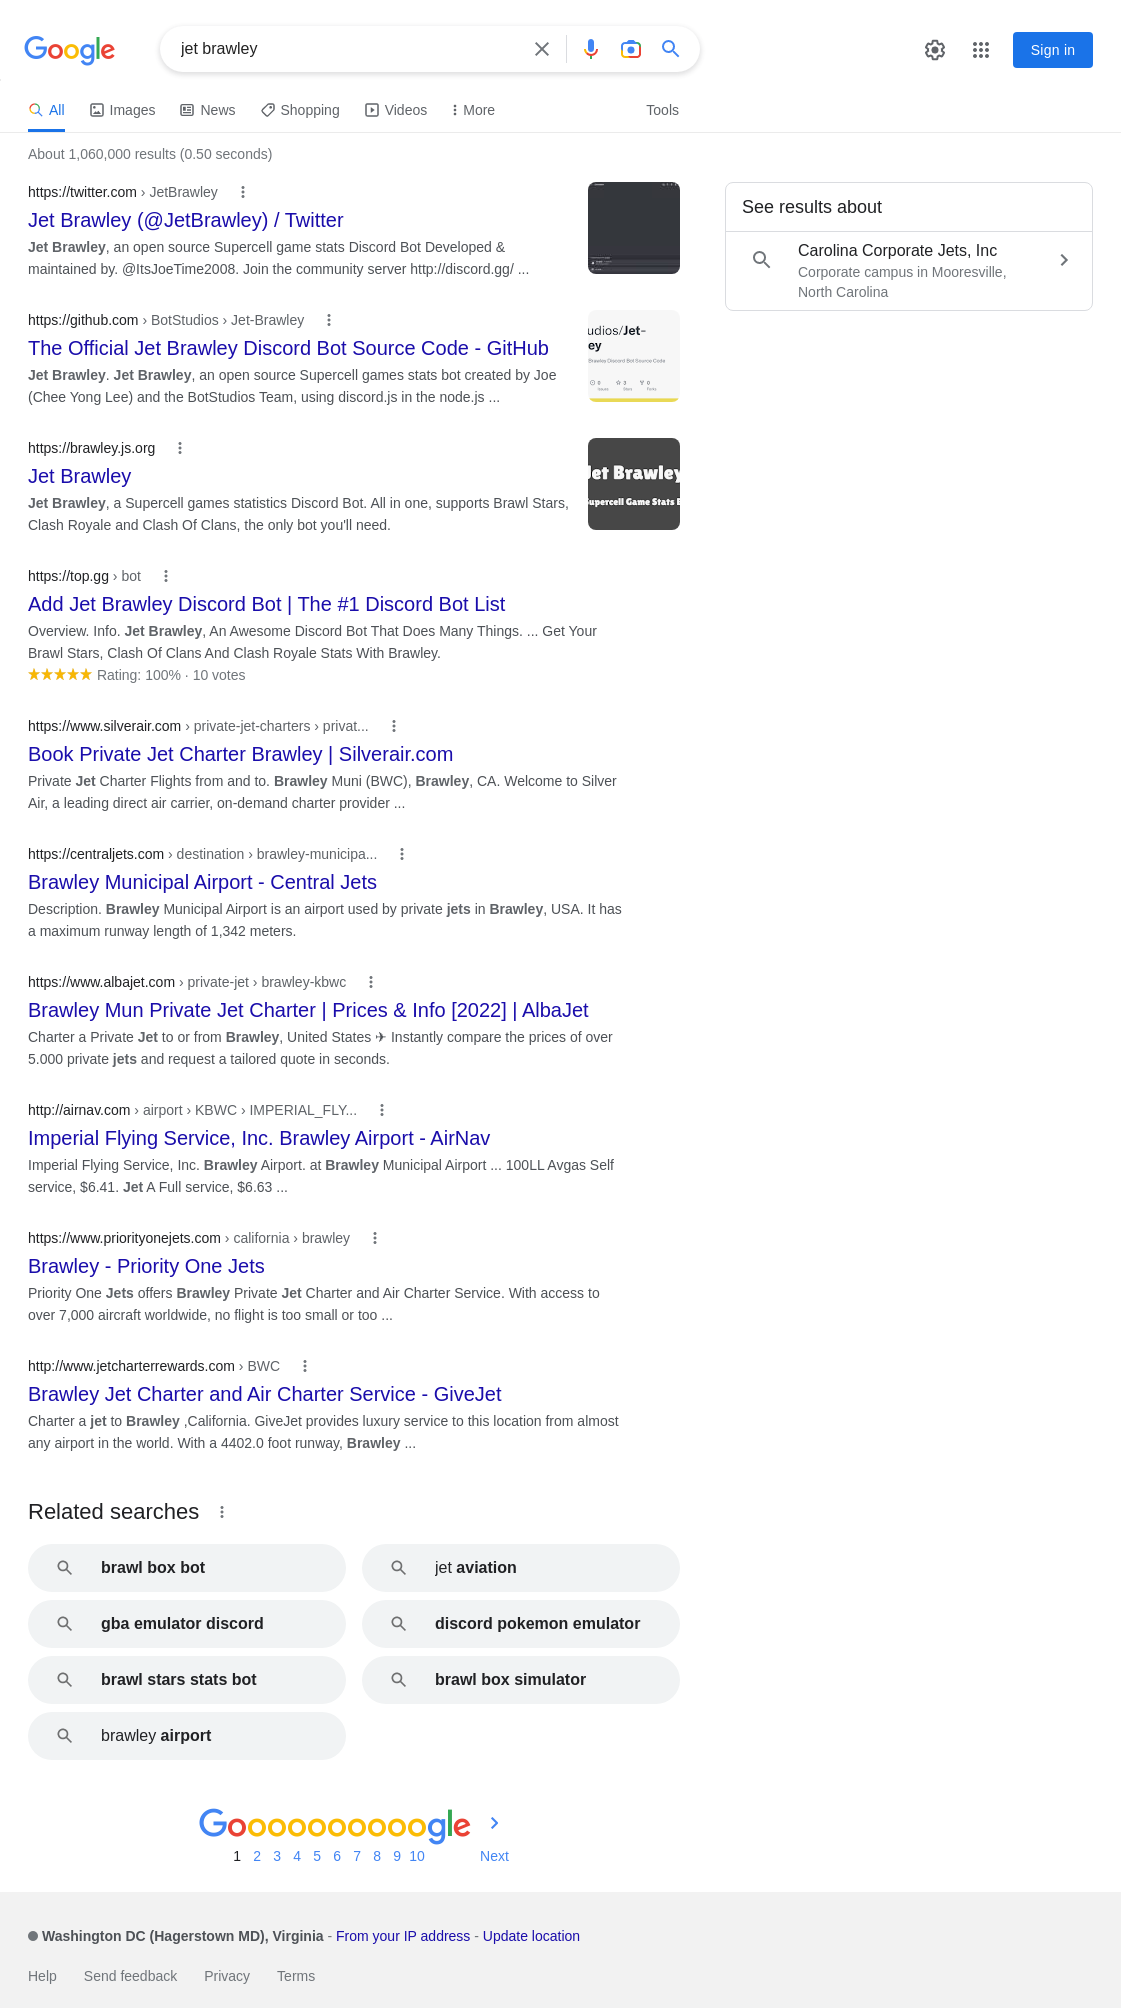 Google
jet brawley
Sign in
All
Images
News
Videos
Shopping
More
Tools
About 1,060,000 results (0.50 seconds)
https://twitter.com › JetBrawley
Jet Brawley (@JetBrawley) / Twitter
Jet Brawley, an open source Supercell game stats Discord Bot Developed &
maintained by. @ItsJoeTime2008. Join the community server http://discord.gg/ ...
https://github.com › BotStudios › Jet-Brawley
The Official Jet Brawley Discord Bot Source Code - GitHub
Jet Brawley. Jet Brawley, an open source Supercell games stats bot created by Joe
(Chee Yong Lee) and the BotStudios Team, using discord.js in the node.js ...
udios/Jet-
ey
Brawley Discord Bot Source Code
https://brawley.js.org
Jet Brawley
Jet Brawley, a Supercell games statistics Discord Bot. All in one, supports Brawl Stars,
Clash Royale and Clash Of Clans, the only bot you'll need.
Jet Brawley
Supercell Game Stats B
https://top.gg › bot
Add Jet Brawley Discord Bot | The #1 Discord Bot List
Overview. Info. Jet Brawley, An Awesome Discord Bot That Does Many Things. ... Get Your
Brawl Stars, Clash Of Clans And Clash Royale Stats With Brawley.
Rating: 100% · 10 votes
https://www.silverair.com › private-jet-charters › privat...
Book Private Jet Charter Brawley | Silverair.com
Private Jet Charter Flights from and to. Brawley Muni (BWC), Brawley, CA. Welcome to Silver
Air, a leading direct air carrier, on-demand charter provider ...
https://centraljets.com › destination › brawley-municipa...
Brawley Municipal Airport - Central Jets
Description. Brawley Municipal Airport is an airport used by private jets in Brawley, USA. It has
a maximum runway length of 1,342 meters.
https://www.albajet.com › private-jet › brawley-kbwc
Brawley Mun Private Jet Charter | Prices & Info [2022] | AlbaJet
Charter a Private Jet to or from Brawley, United States ✈ Instantly compare the prices of over
5.000 private jets and request a tailored quote in seconds.
http://airnav.com › airport › KBWC › IMPERIAL_FLY...
Imperial Flying Service, Inc. Brawley Airport - AirNav
Imperial Flying Service, Inc. Brawley Airport. at Brawley Municipal Airport ... 100LL Avgas Self
service, $6.41. Jet A Full service, $6.63 ...
https://www.priorityonejets.com › california › brawley
Brawley - Priority One Jets
Priority One Jets offers Brawley Private Jet Charter and Air Charter Service. With access to
over 7,000 aircraft worldwide, no flight is too small or too ...
http://www.jetcharterrewards.com › BWC
Brawley Jet Charter and Air Charter Service - GiveJet
Charter a jet to Brawley ,California. GiveJet provides luxury service to this location from almost
any airport in the world. With a 4402.0 foot runway, Brawley ...
See results about
Carolina Corporate Jets, Inc
Corporate campus in Mooresville,
North Carolina
Related searches
brawl box bot
jet aviation
gba emulator discord
discord pokemon emulator
brawl stars stats bot
brawl box simulator
brawley airport
Goooooooooogle
1 2 3 4 5 6 7 8 9 10 Next
Washington DC (Hagerstown MD), Virginia - From your IP address - Update location
Help Send feedback Privacy Terms